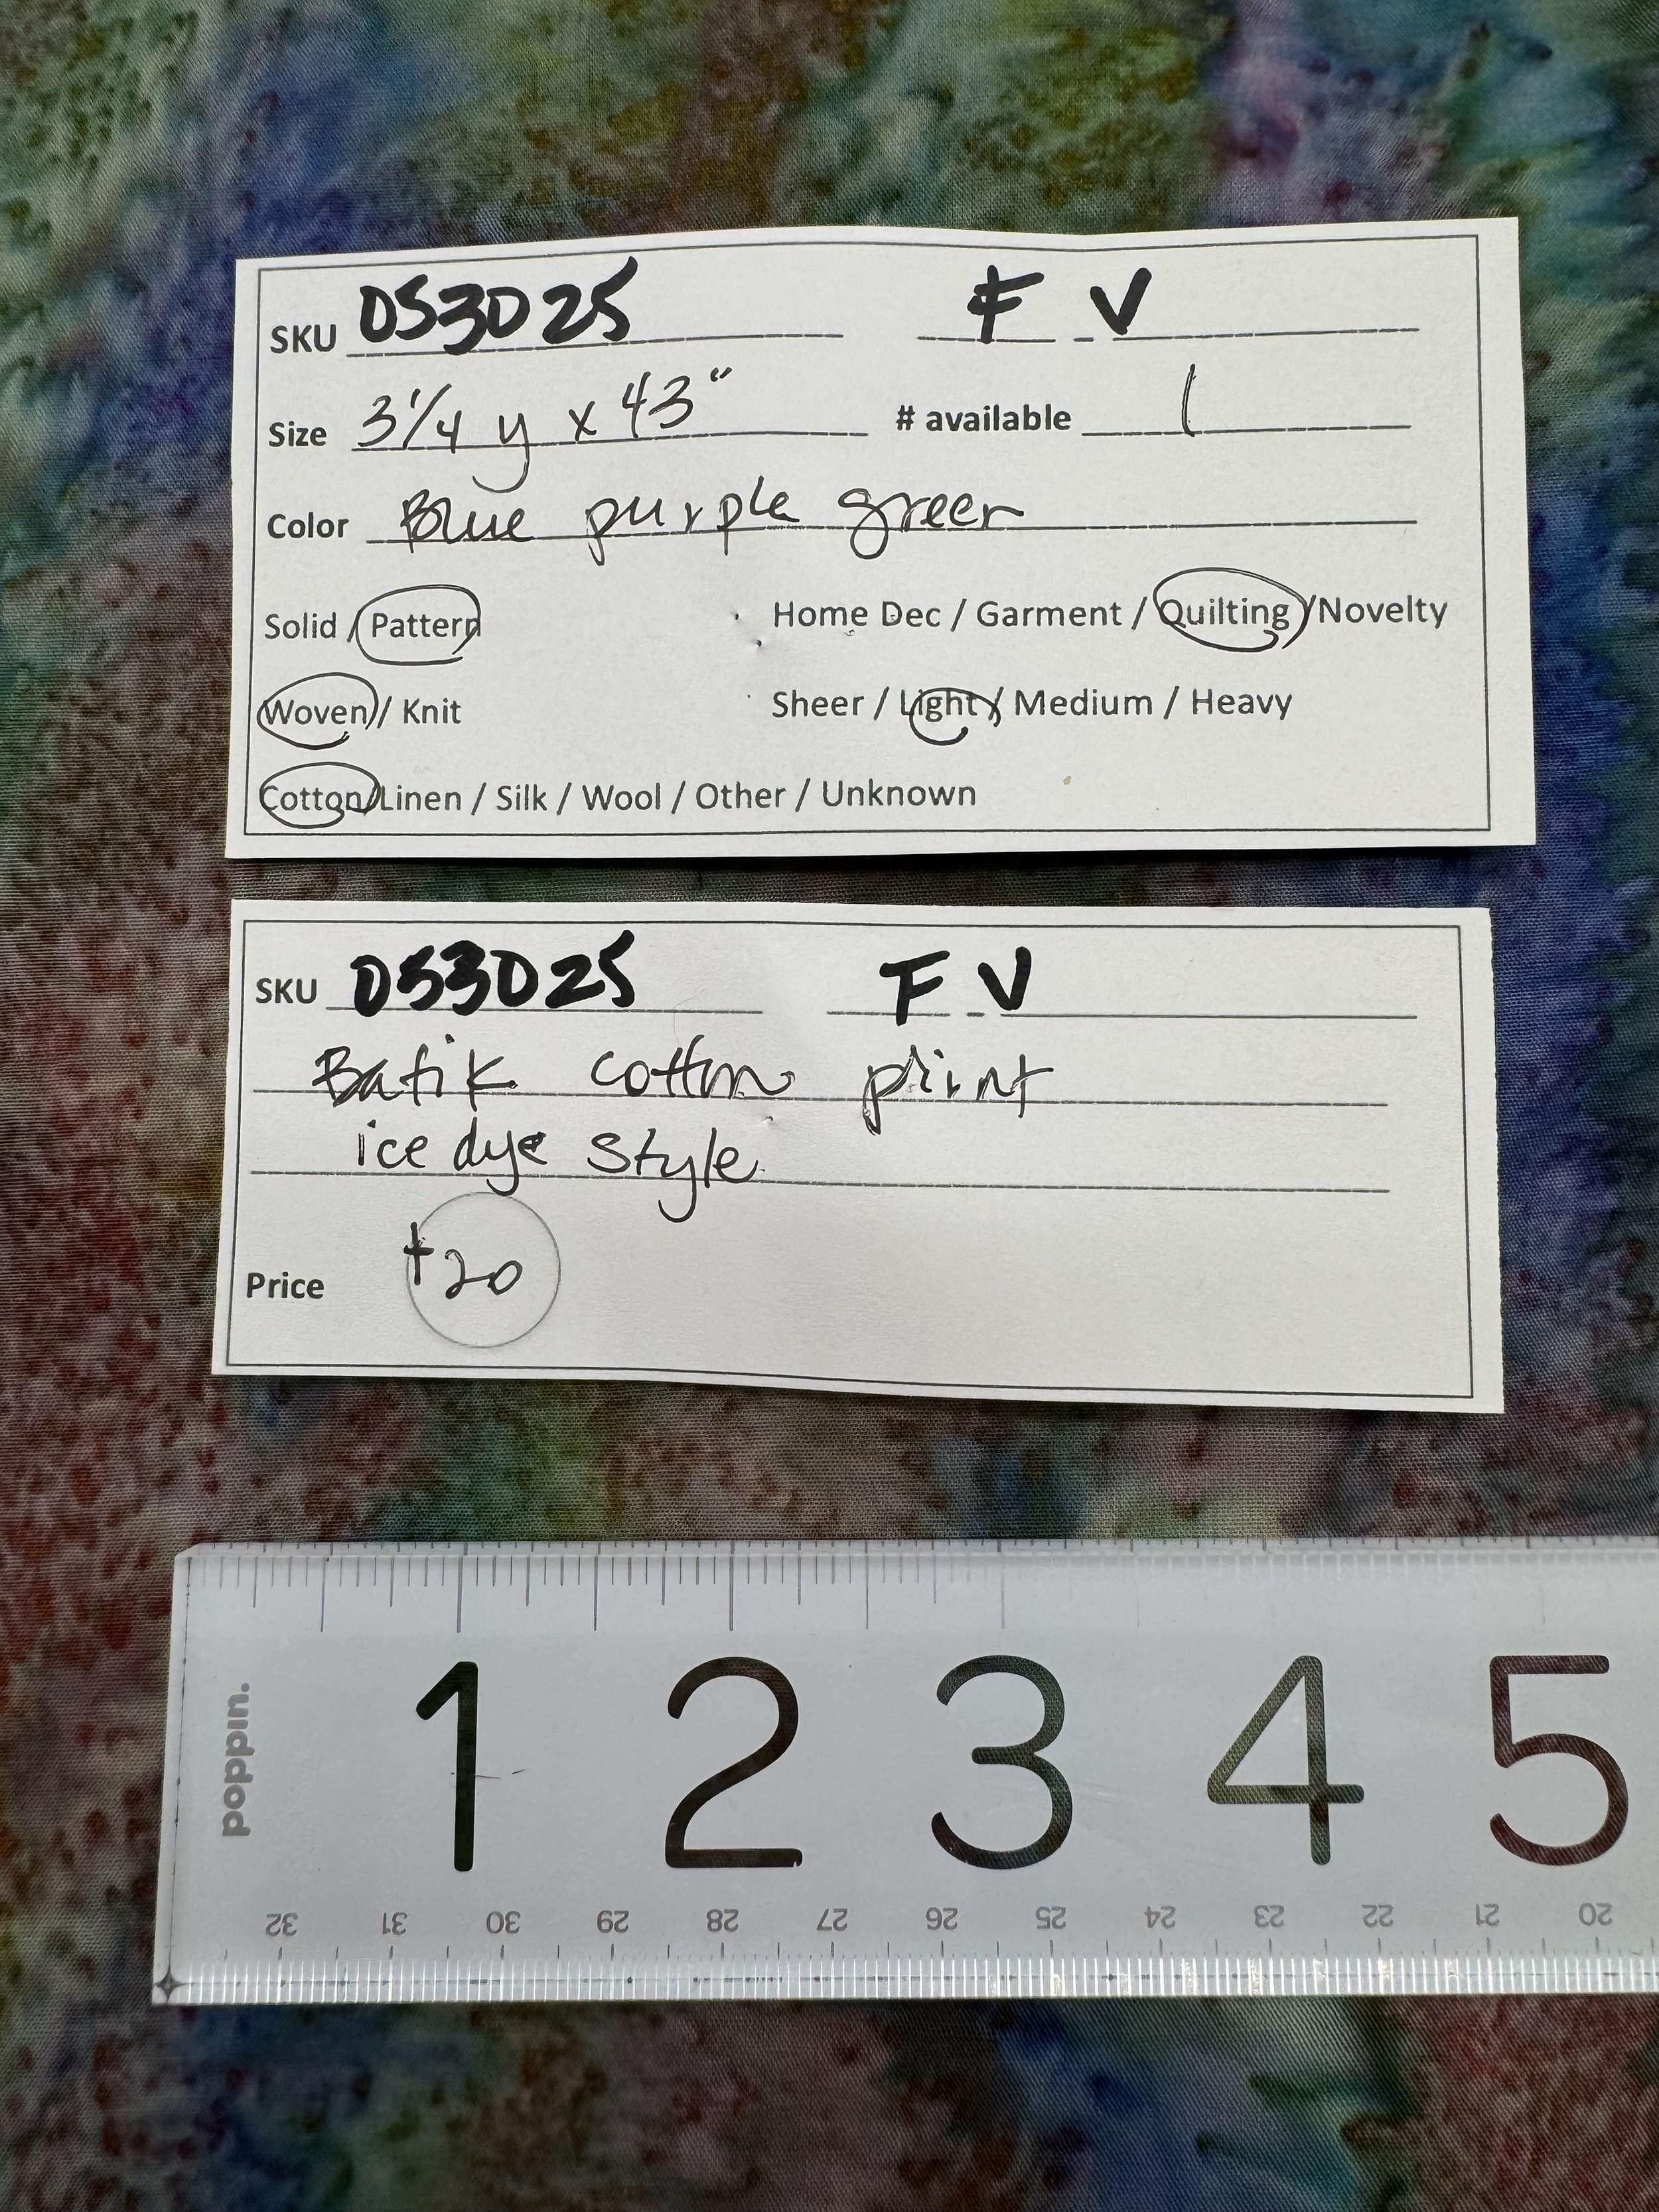 SKU 053025 F - V
Size 3 1/4 y x 43" # available 1
Color Blue purple green
Solid / Pattern Home Dec / Garment / Quilting / Novelty
Woven / Knit Sheer / Light / Medium / Heavy
Cotton / Linen / Silk / Wool / Other / Unknown
SKU 053025 F - V
Batik cotton print
ice dye style
Price $20
poppin.
1 2 3 4 5
32 31 30 29 28 27 26 25 24 23 22 21 20